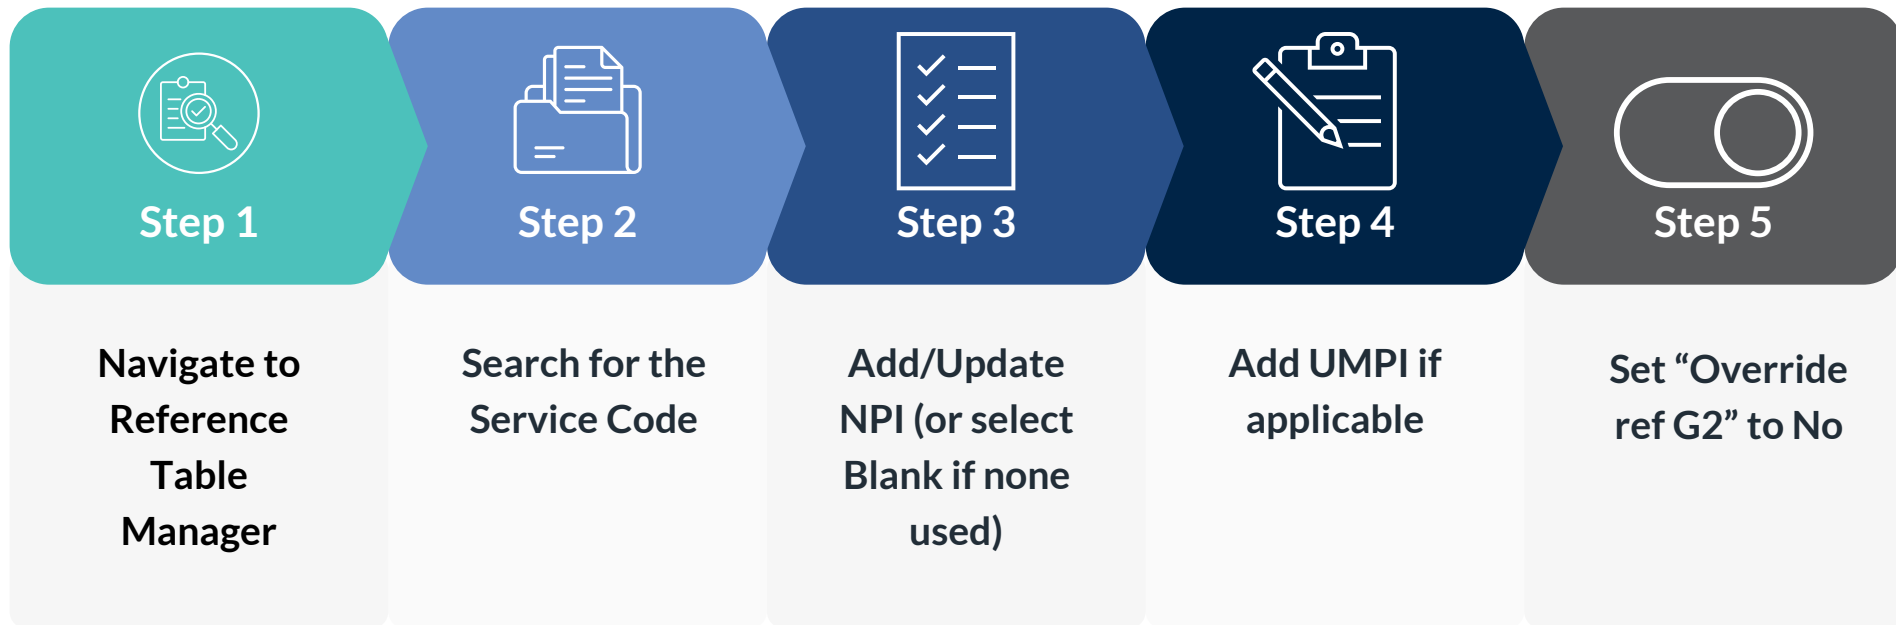 Step 1
Navigate to
Reference
Table
Manager
Step 2
Search for the
Service Code
Step 3
Add/Update
NPI (or select
Blank if none
used)
Step 4
Add UMPI if
applicable
Step 5
Set “Override
ref G2” to No